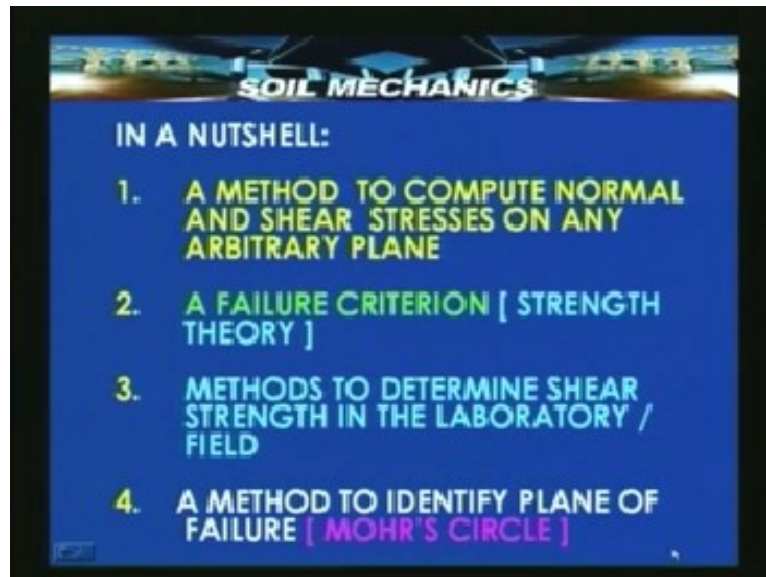 SOIL MECHANICS
IN A NUTSHELL:
1. A METHOD TO COMPUTE NORMAL
AND SHEAR STRESSES ON ANY
ARBITRARY PLANE
2. A FAILURE CRITERION [ STRENGTH
THEORY ]
3. METHODS TO DETERMINE SHEAR
STRENGTH IN THE LABORATORY /
FIELD
4. A METHOD TO IDENTIFY PLANE OF
FAILURE [ MOHR'S CIRCLE ]